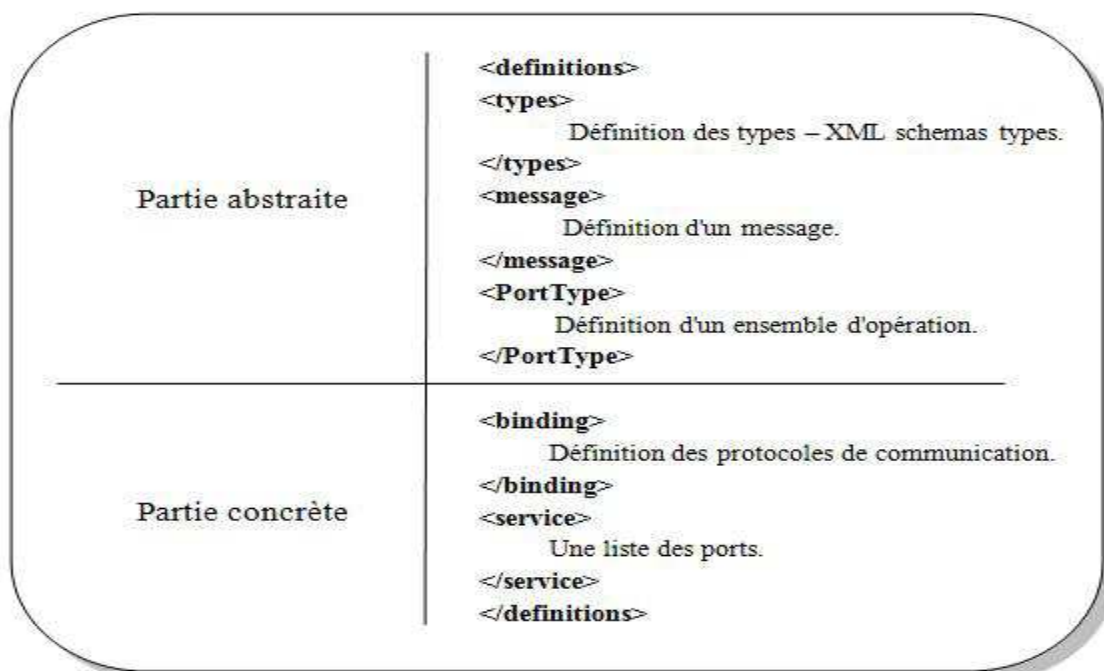 <definitions>
<types>
Définition des types – XML schemas types.
</types>
Partie abstraite
<message>
Définition d'un message.
</message>
<PortType>
Définition d'un ensemble d'opération.
</PortType>
<binding>
Définition des protocoles de communication.
</binding>
Partie concrète
<service>
Une liste des ports.
</service>
</definitions>